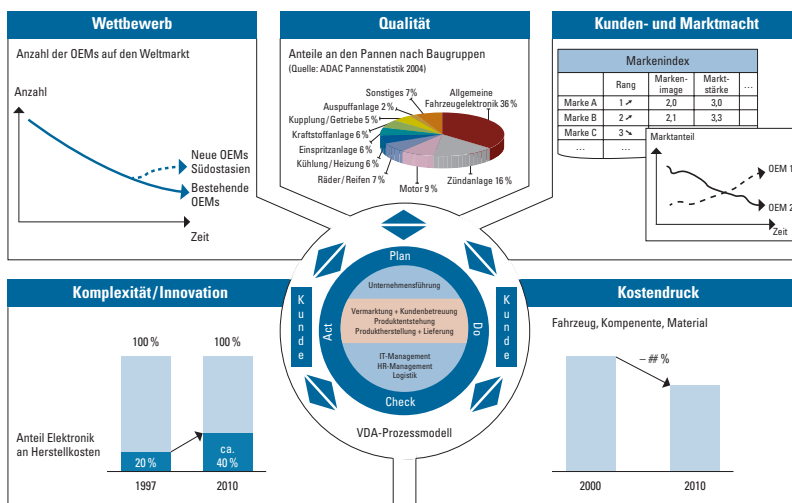 Wettbewerb
Anzahl der OEMs auf den Weltmarkt
Anzahl
Neue OEMs
Südostasien
Bestehende
OEMs
Zeit
Qualität
Anteile an den Pannen nach Baugruppen
(Quelle: ADAC Pannenstatistik 2004)
Sonstiges 7%
Auspuffanlage 2%
Kupplung/Getriebe 5%
Kraftstoffanlage 6%
Einspritzanlage 6%
Kühlung/Heizung 6%
Räder/Reifen 7%
Motor 9%
Zündanlage 16%
Allgemeine
Fahrzeugelektronik 36%
Kunden- und Marktmacht
Markenindex
Rang Marken-image Markt-stärke ...
Marke A 1 ↗ 2,0 3,0
Marke B 2 ↗ 2,1 3,3
Marke C 3 ↘
... ...
Marktanteil
OEM 1
OEM 2
Zeit
Komplexität/Innovation
100 % 100 %
Anteil Elektronik
an Herstellkosten
20 %
ca.
40 %
1997 2010
Plan
Do
Check
Act
Kunde
Kunde
Unternehmensführung
Vermarktung + Kundenbetreuung
Produktentstehung
Produktherstellung + Lieferung
IT-Management
HR-Management
Logistik
VDA-Prozessmodell
Kostendruck
Fahrzeug, Kompenente, Material
– ## %
2000 2010